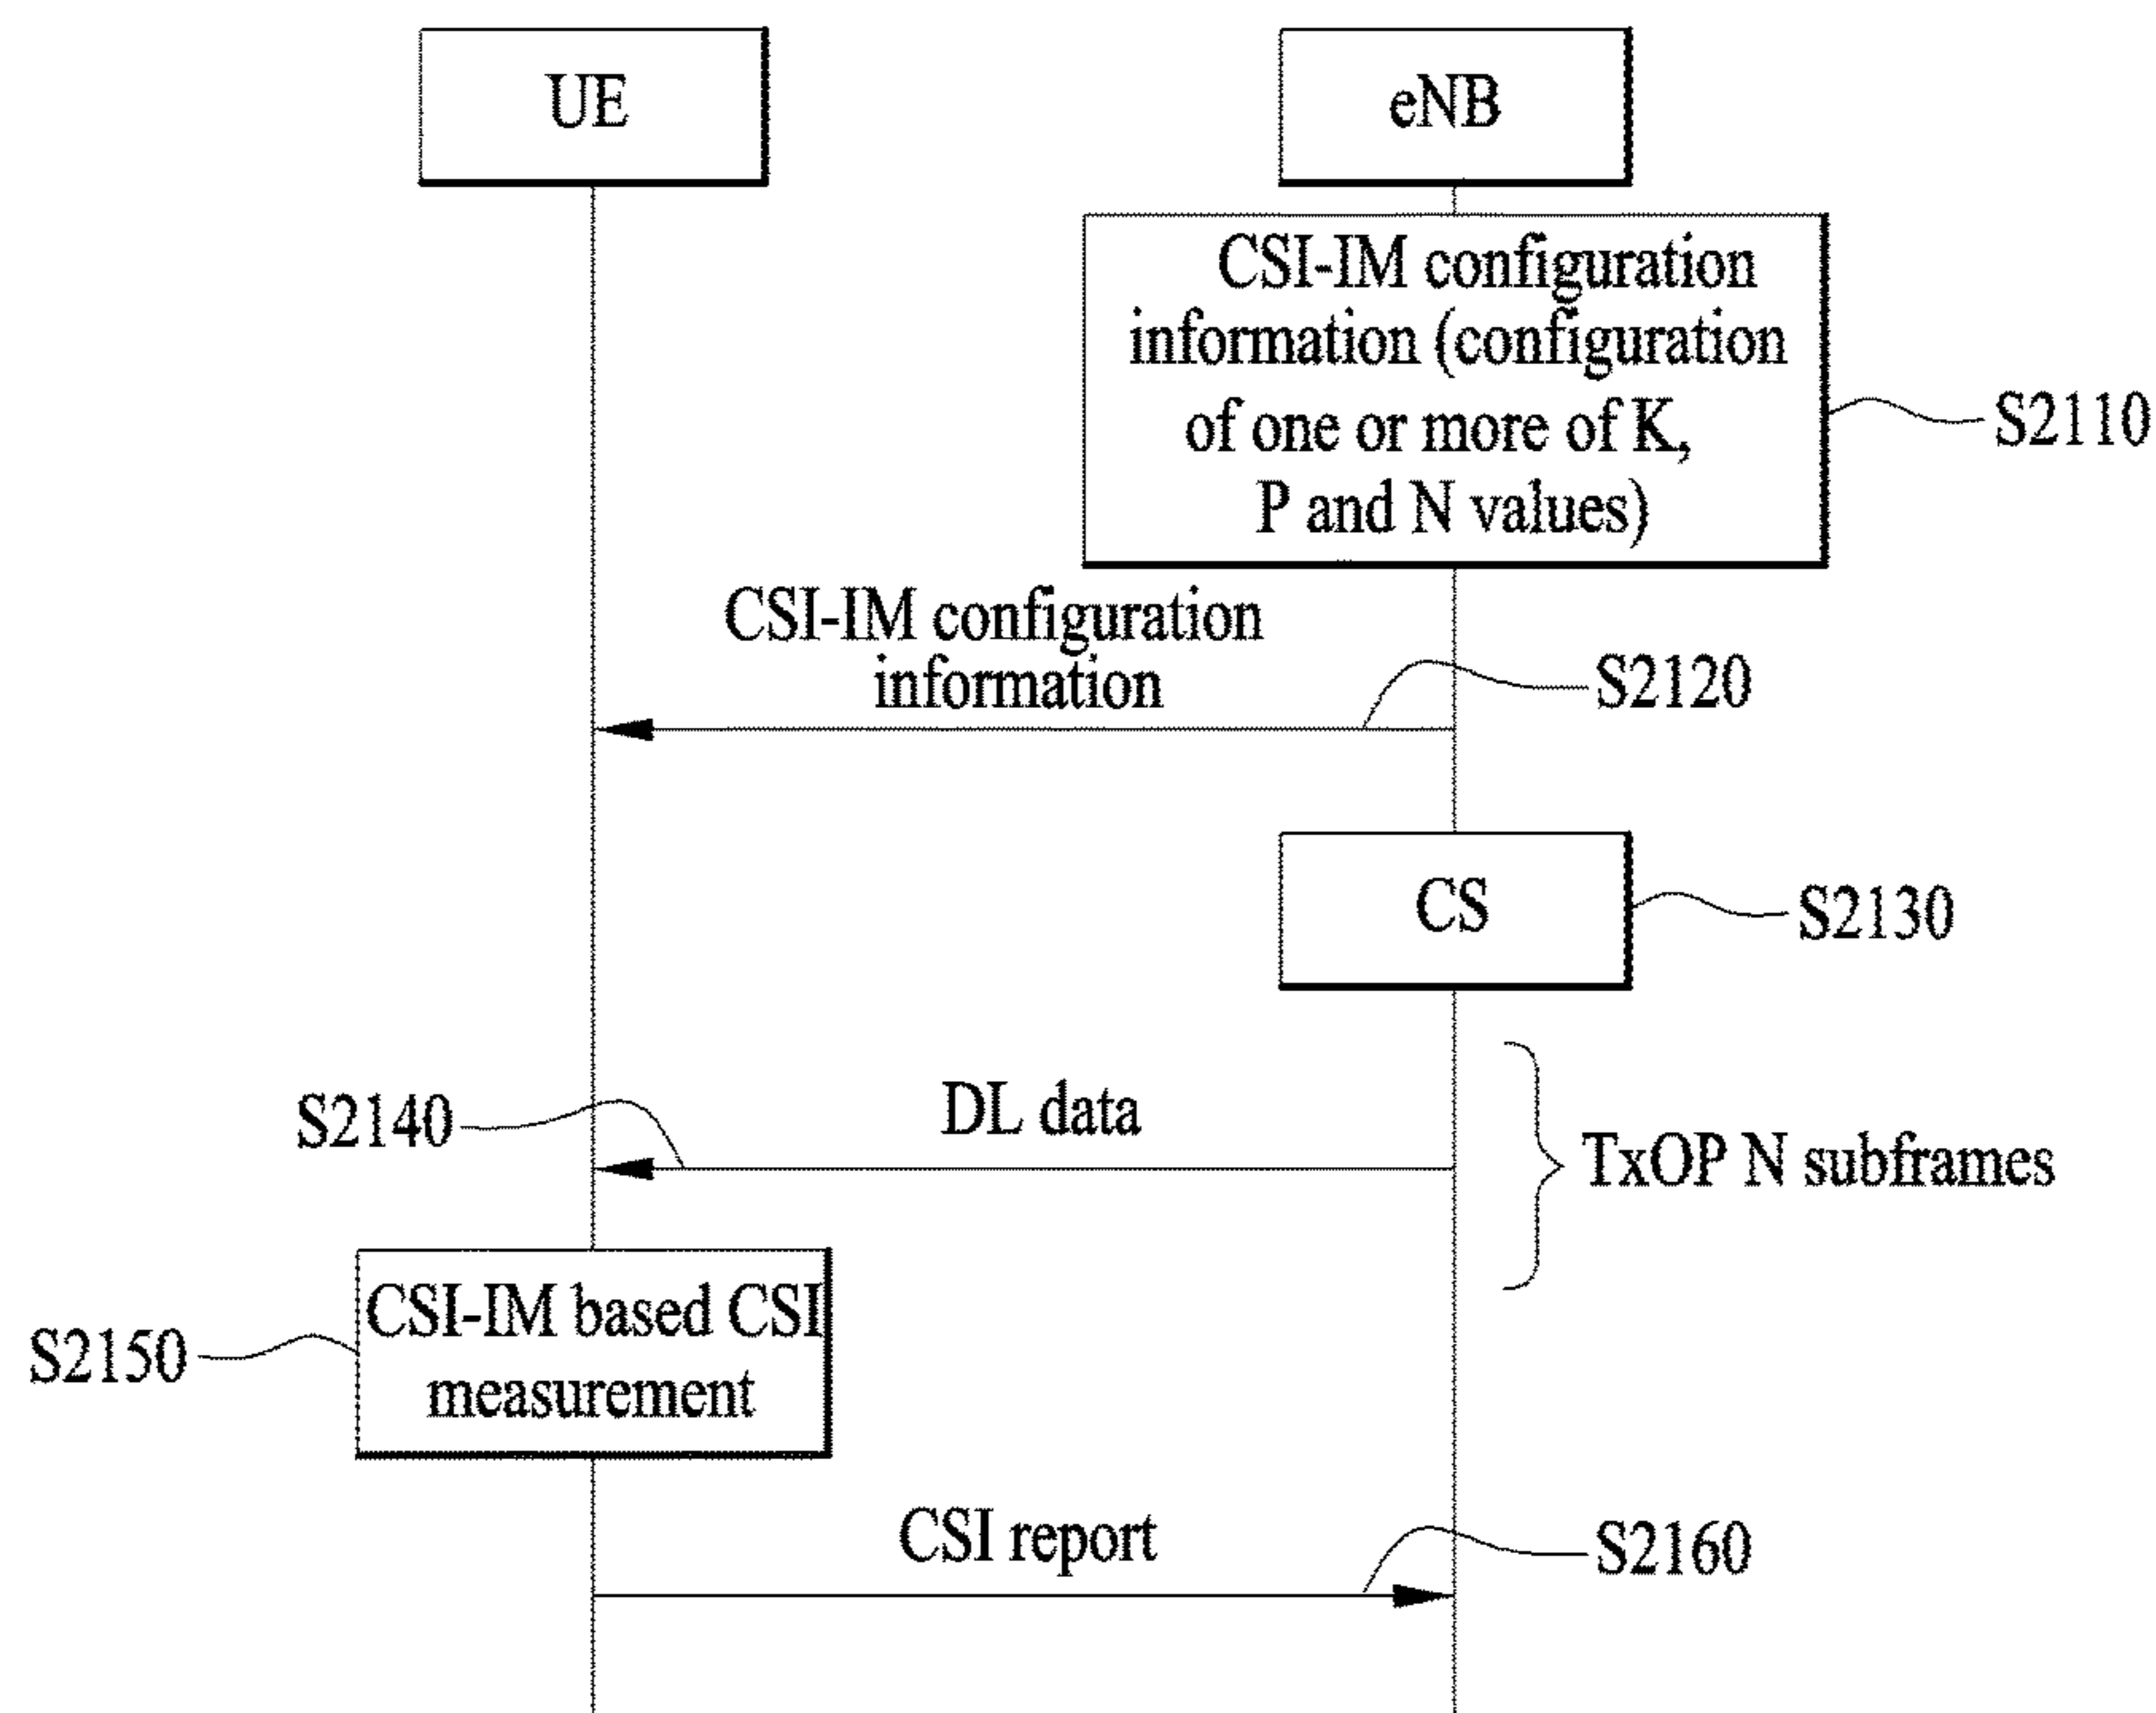 UE
eNB
CSI-IM configuration
information (configuration
of one or more of K,
P and N values)
S2110
CSI-IM configuration
information
S2120
CS
S2130
S2140
DL data
TxOP N subframes
CSI-IM based CSI
measurement
S2150
CSI report
S2160